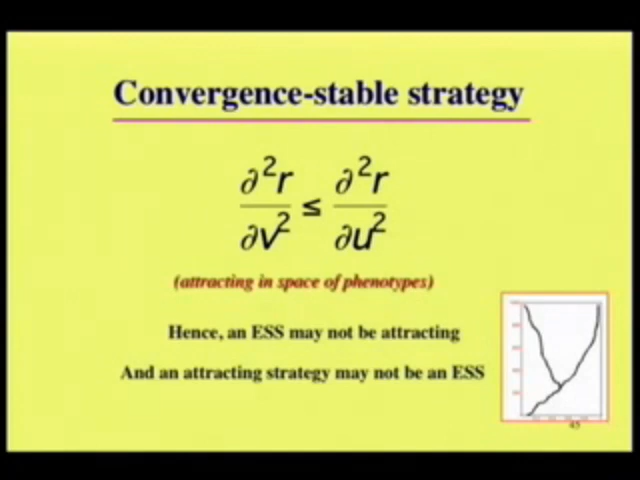 Convergence-stable strategy
∂²r/∂v² ≤ ∂²r/∂u²
(attracting in space of phenotypes)
Hence, an ESS may not be attracting
And an attracting strategy may not be an ESS
45